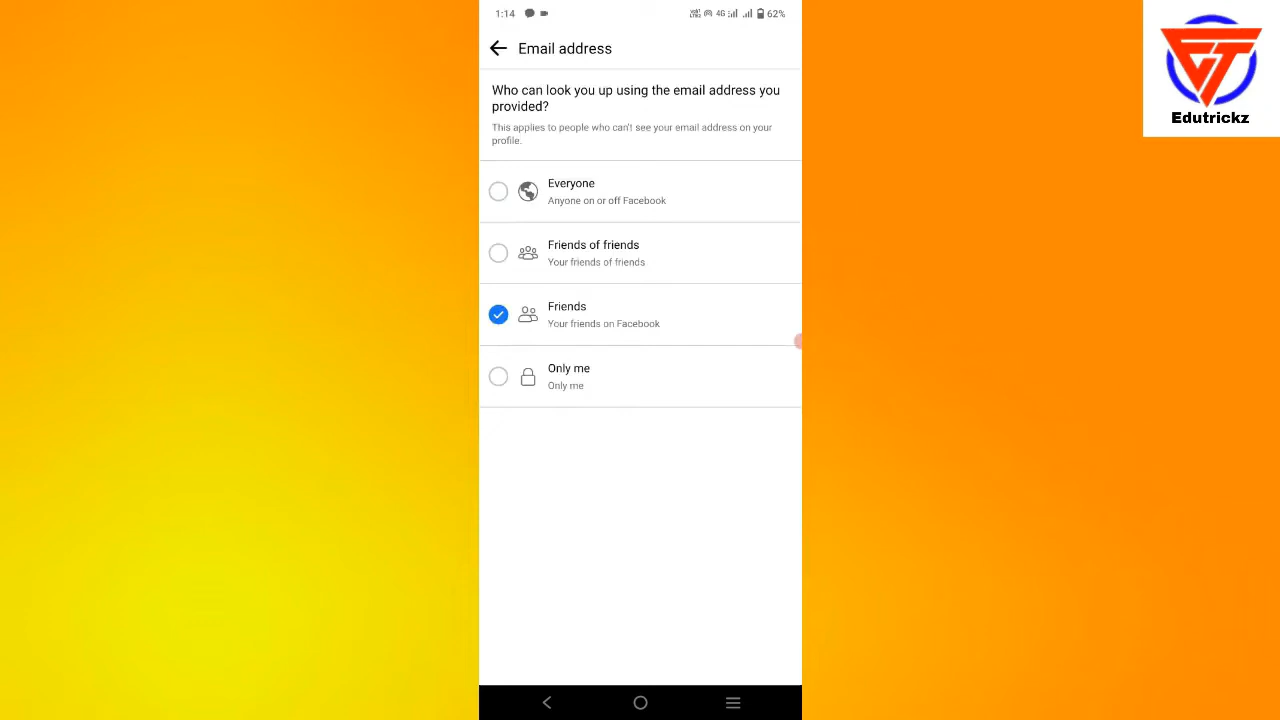 1:14
4G
62%
Email address
Who can look you up using the email address you
provided?
This applies to people who can't see your email address on your
profile.
Everyone
Anyone on or off Facebook
Friends of friends
Your friends of friends
Friends
Your friends on Facebook
Only me
Only me
Edutrickz